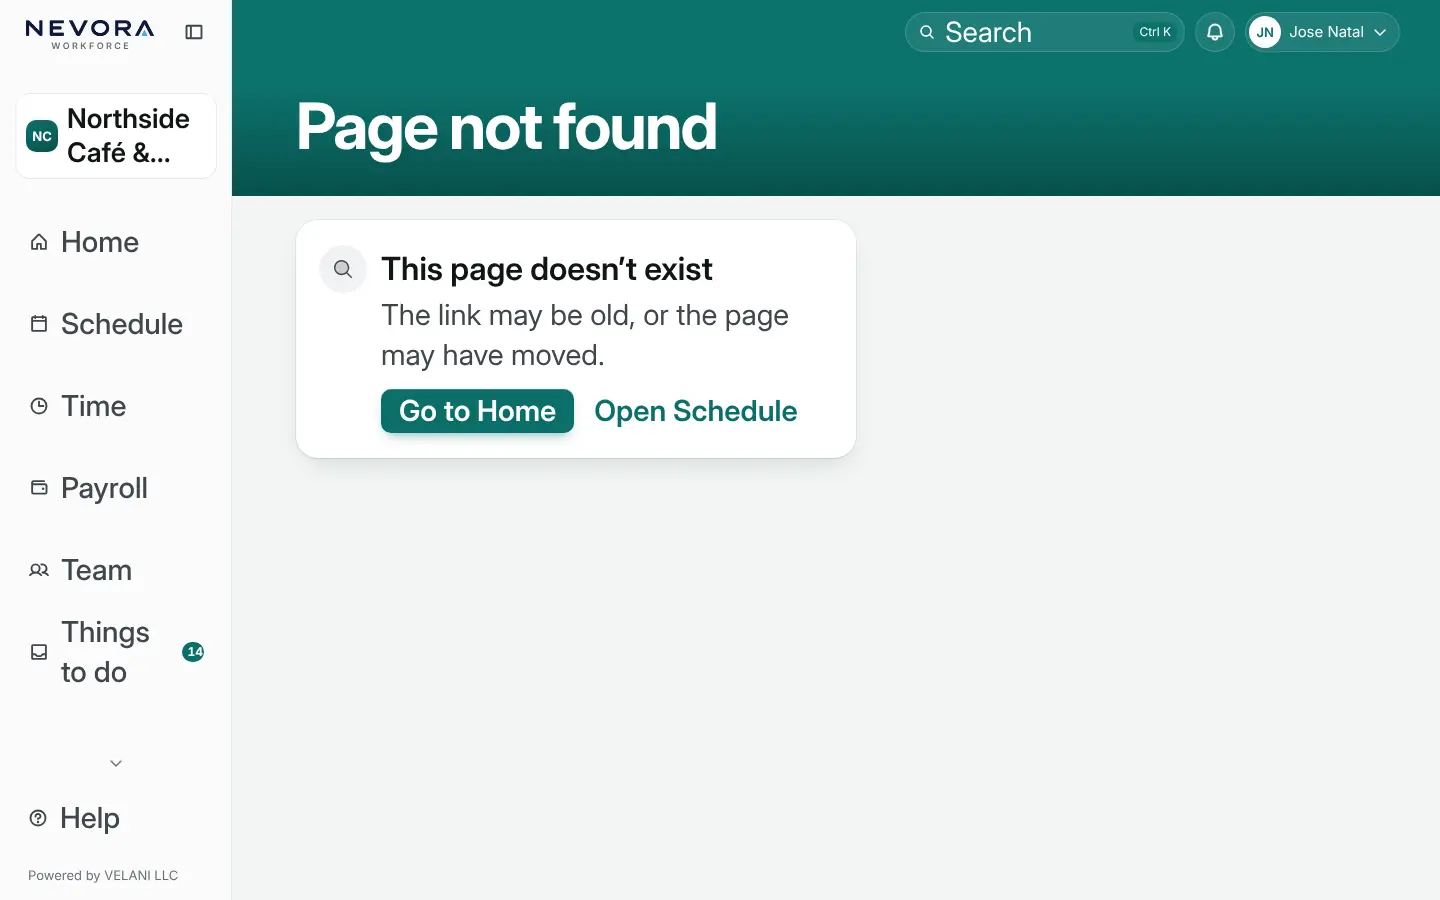 NEVORA
WORKFORCE
Search
Ctrl K
JN
Jose Natal
NC
Northside
Café &...
Page not found
Home
Schedule
Time
Payroll
Team
Things
to do
14
Help
Powered by VELANI LLC
This page doesn’t exist
The link may be old, or the page
may have moved.
Go to Home
Open Schedule